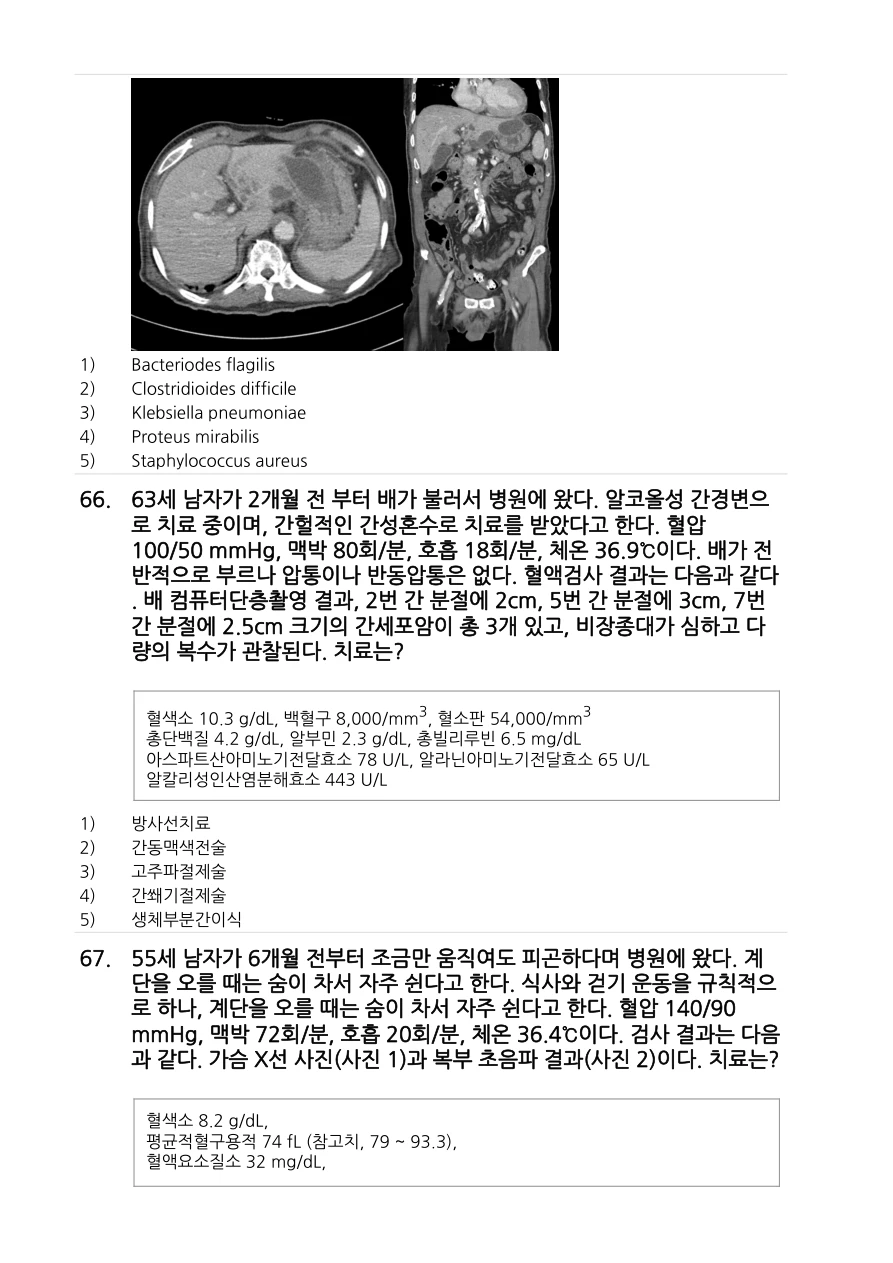 1) Bacteriodes flagilis
2) Clostridioides difficile
3) Klebsiella pneumoniae
4) Proteus mirabilis
5) Staphylococcus aureus
66. 63세 남자가 2개월 전 부터 배가 불러서 병원에 왔다. 알코올성 간경변으
로 치료 중이며, 간헐적인 간성혼수로 치료를 받았다고 한다. 혈압
100/50 mmHg, 맥박 80회/분, 호흡 18회/분, 체온 36.9℃이다. 배가 전
반적으로 부르나 압통이나 반동압통은 없다. 혈액검사 결과는 다음과 같다
. 배 컴퓨터단층촬영 결과, 2번 간 분절에 2cm, 5번 간 분절에 3cm, 7번
간 분절에 2.5cm 크기의 간세포암이 총 3개 있고, 비장종대가 심하고 다
량의 복수가 관찰된다. 치료는?
혈색소 10.3 g/dL, 백혈구 8,000/mm³, 혈소판 54,000/mm³
총단백질 4.2 g/dL, 알부민 2.3 g/dL, 총빌리루빈 6.5 mg/dL
아스파트산아미노기전달효소 78 U/L, 알라닌아미노기전달효소 65 U/L
알칼리성인산염분해효소 443 U/L
1) 방사선치료
2) 간동맥색전술
3) 고주파절제술
4) 간쐐기절제술
5) 생체부분간이식
67. 55세 남자가 6개월 전부터 조금만 움직여도 피곤하다며 병원에 왔다. 계
단을 오를 때는 숨이 차서 자주 쉰다고 한다. 식사와 걷기 운동을 규칙적으
로 하나, 계단을 오를 때는 숨이 차서 자주 쉰다고 한다. 혈압 140/90
mmHg, 맥박 72회/분, 호흡 20회/분, 체온 36.4℃이다. 검사 결과는 다음
과 같다. 가슴 X선 사진(사진 1)과 복부 초음파 결과(사진 2)이다. 치료는?
혈색소 8.2 g/dL,
평균적혈구용적 74 fL (참고치, 79 ~ 93.3),
혈액요소질소 32 mg/dL,